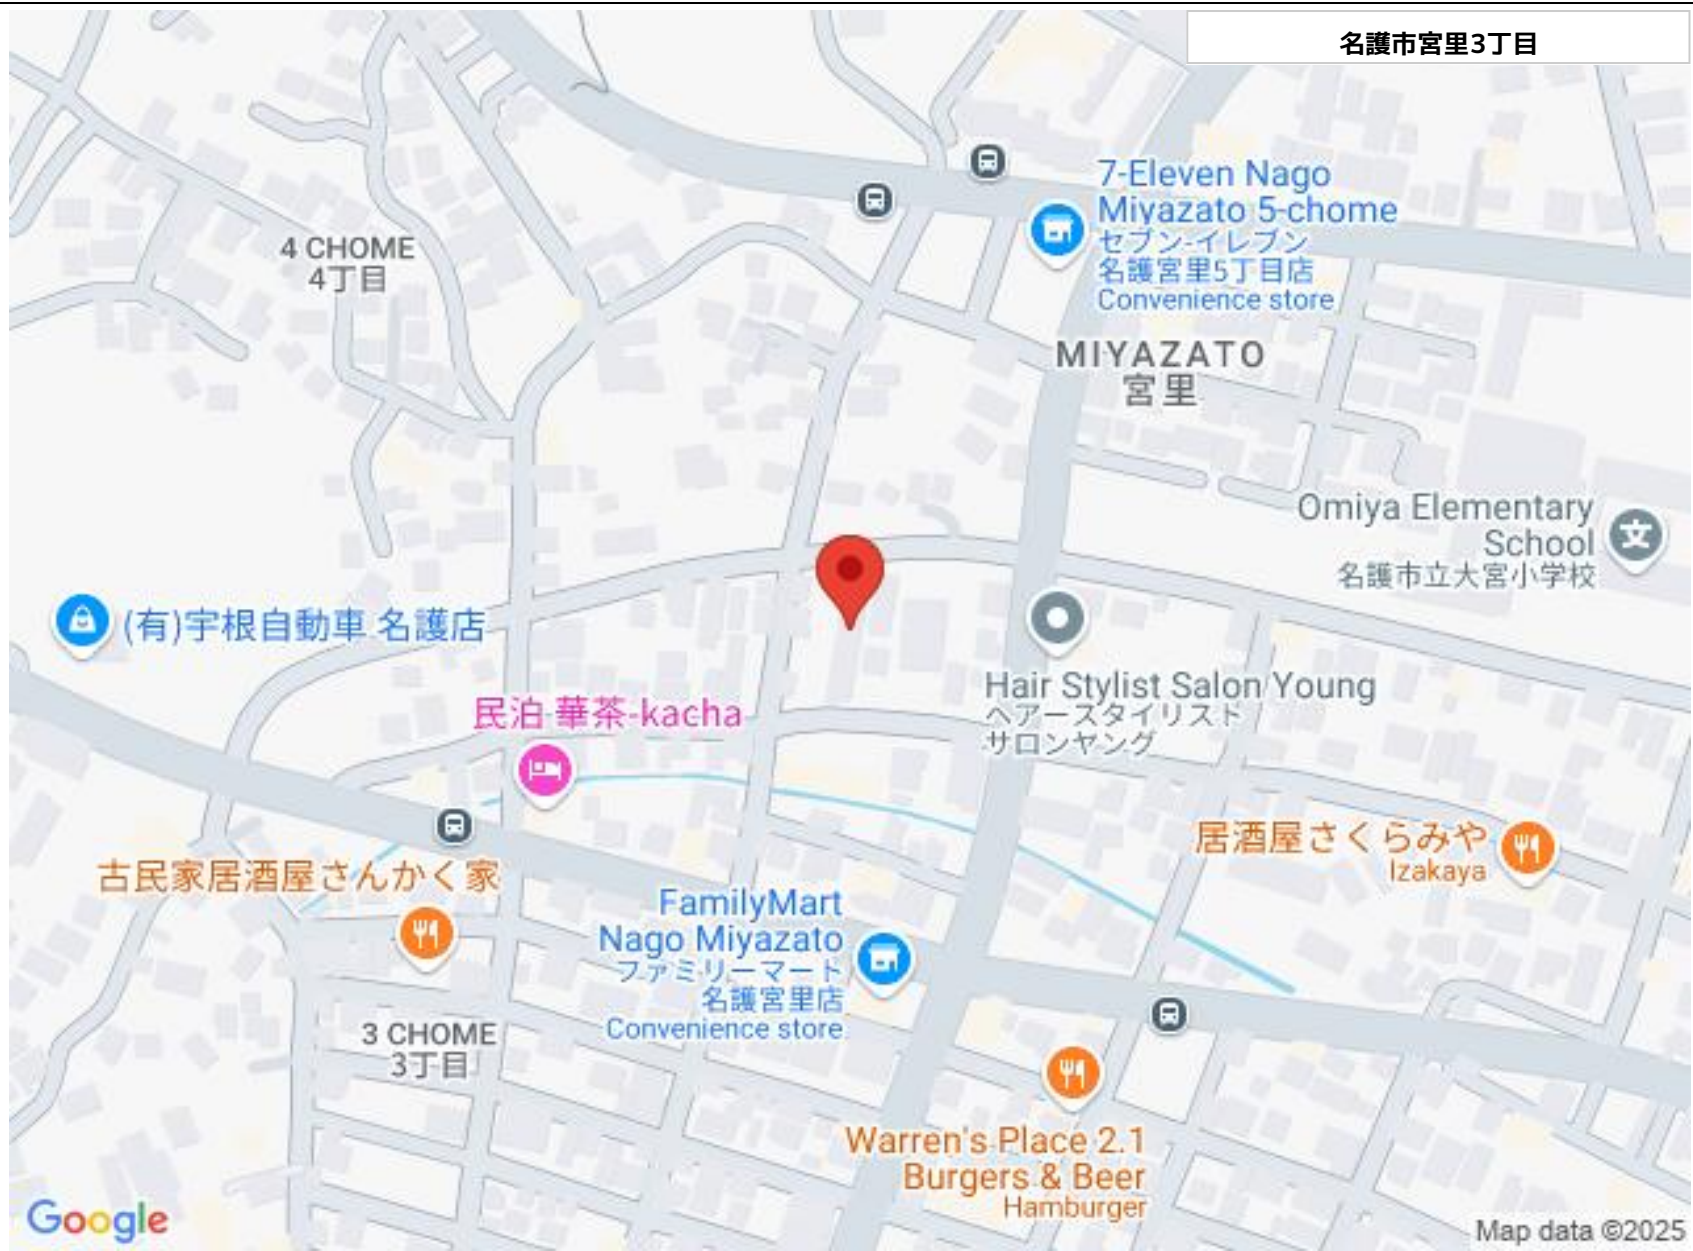 名護市宮里3丁目
7-Eleven Nago
Miyazato 5-chome
セブン-イレブン
名護宮里5丁目店
Convenience store
4 CHOME
4丁目
MIYAZATO
宮里
Omiya Elementary
School
名護市立大宮小学校
(有)宇根自動車 名護店
Hair Stylist Salon Young
ヘアースタイリスト
サロンヤング
民泊 華茶-kacha
居酒屋さくらみや
Izakaya
古民家居酒屋さんかく家
FamilyMart
Nago Miyazato
ファミリーマート
名護宮里店
Convenience store
3 CHOME
3丁目
Warren's Place 2.1
Burgers & Beer
Hamburger
Google
Map data ©2025